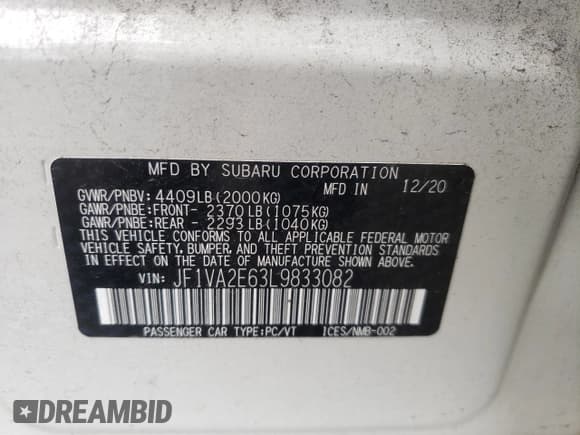 MFD BY SUBARU CORPORATION
MFD IN 12/20
GVWR/PNBV: 4409LB(2000KG)
GAWR/PNBE:FRONT- 2370LB(1075KG)
GAWR/PNBE:REAR - 2293LB(1040KG)
THIS VEHICLE CONFORMS TO ALL APPLICABLE FEDERAL MOTOR
VEHICLE SAFETY, BUMPER, AND THEFT PREVENTION STANDARDS
IN EFFECT ON THE DATE OF MANUFACTURE SHOWN ABOVE.
VIN: JF1VA2E63L9833082
PASSENGER CAR TYPE:PC/VT ICES/NMB-002
DREAMBID